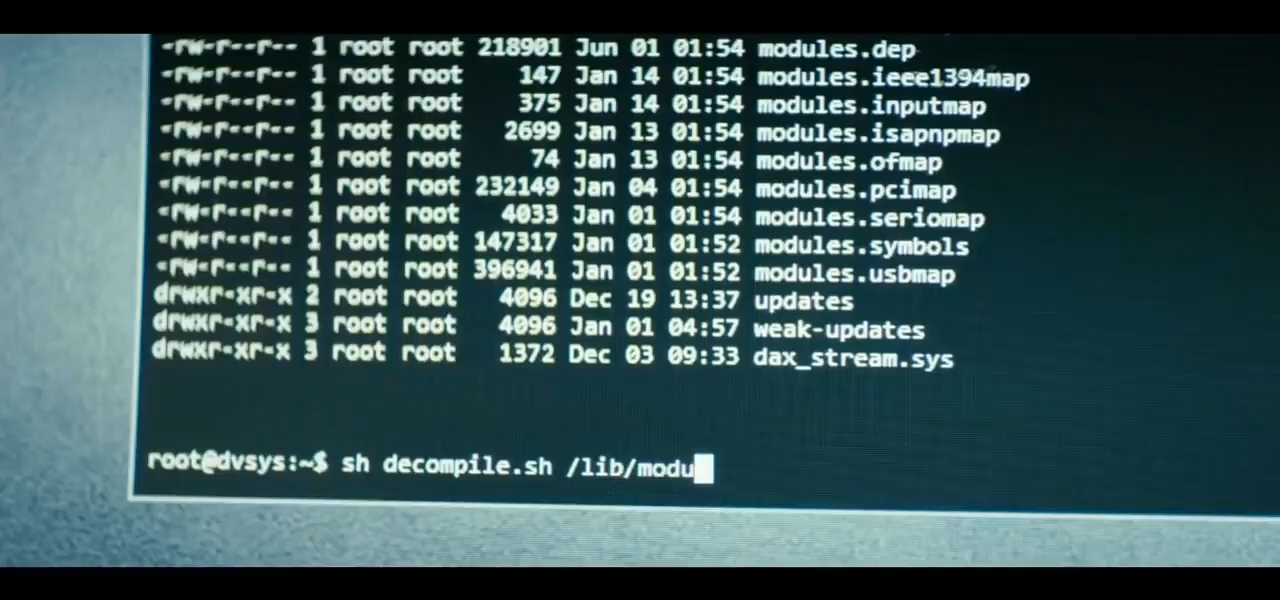 -rw-r--r-- 1 root root 218901 Jun 01 01:54 modules.dep
-rw-r--r-- 1 root root 147 Jan 14 01:54 modules.ieee1394map
-rw-r--r-- 1 root root 375 Jan 14 01:54 modules.inputmap
-rw-r--r-- 1 root root 2699 Jan 13 01:54 modules.isapnpmap
-rw-r--r-- 1 root root 74 Jan 13 01:54 modules.ofmap
-rw-r--r-- 1 root root 232149 Jan 04 01:54 modules.pcimap
-rw-r--r-- 1 root root 4033 Jan 01 01:54 modules.seriomap
-rw-r--r-- 1 root root 147317 Jan 01 01:52 modules.symbols
-rw-r--r-- 1 root root 396941 Jan 01 01:52 modules.usbmap
drwxr-xr-x 2 root root 4096 Dec 19 13:37 updates
drwxr-xr-x 3 root root 4096 Jan 01 04:57 weak-updates
drwxr-xr-x 3 root root 1372 Dec 03 09:33 dax_stream.sys
root@dvsys:~$ sh decompile.sh /lib/modu